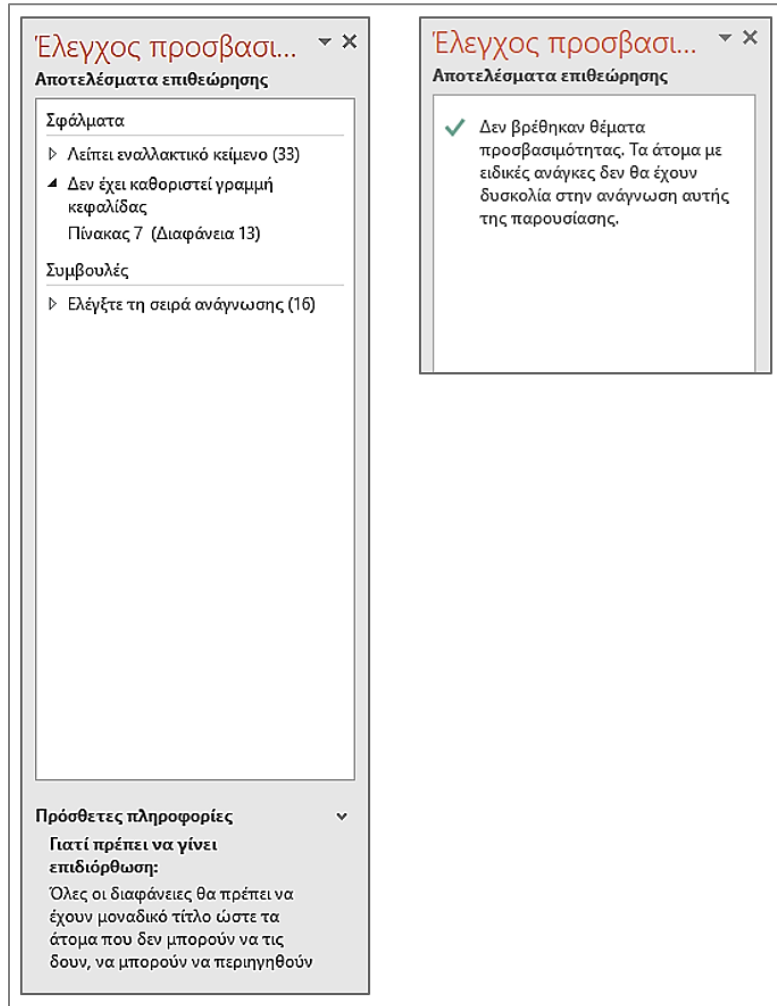 Έλεγχος προσβασι...
Αποτελέσματα επιθεώρησης
Σφάλματα
Λείπει εναλλακτικό κείμενο (33)
Δεν έχει καθοριστεί γραμμή
κεφαλίδας
Πίνακας 7 (Διαφάνεια 13)
Συμβουλές
Ελέγξτε τη σειρά ανάγνωσης (16)
Πρόσθετες πληροφορίες
Γιατί πρέπει να γίνει
επιδιόρθωση:
Όλες οι διαφάνειες θα πρέπει να
έχουν μοναδικό τίτλο ώστε τα
άτομα που δεν μπορούν να τις
δουν, να μπορούν να περιηγηθούν
Έλεγχος προσβασι...
Αποτελέσματα επιθεώρησης
Δεν βρέθηκαν θέματα
προσβασιμότητας. Τα άτομα με
ειδικές ανάγκες δεν θα έχουν
δυσκολία στην ανάγνωση αυτής
της παρουσίασης.